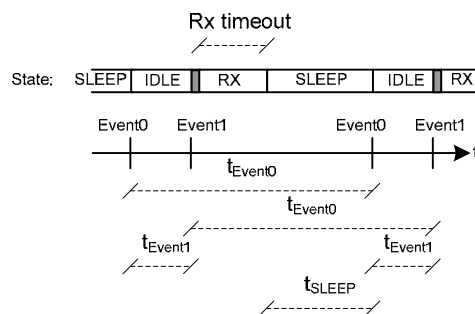 Rx timeout
State: SLEEP IDLE RX SLEEP IDLE RX
Event0 Event1 Event0 Event1
t
tEvent0
tEvent0
tEvent1 tEvent1
tSLEEP